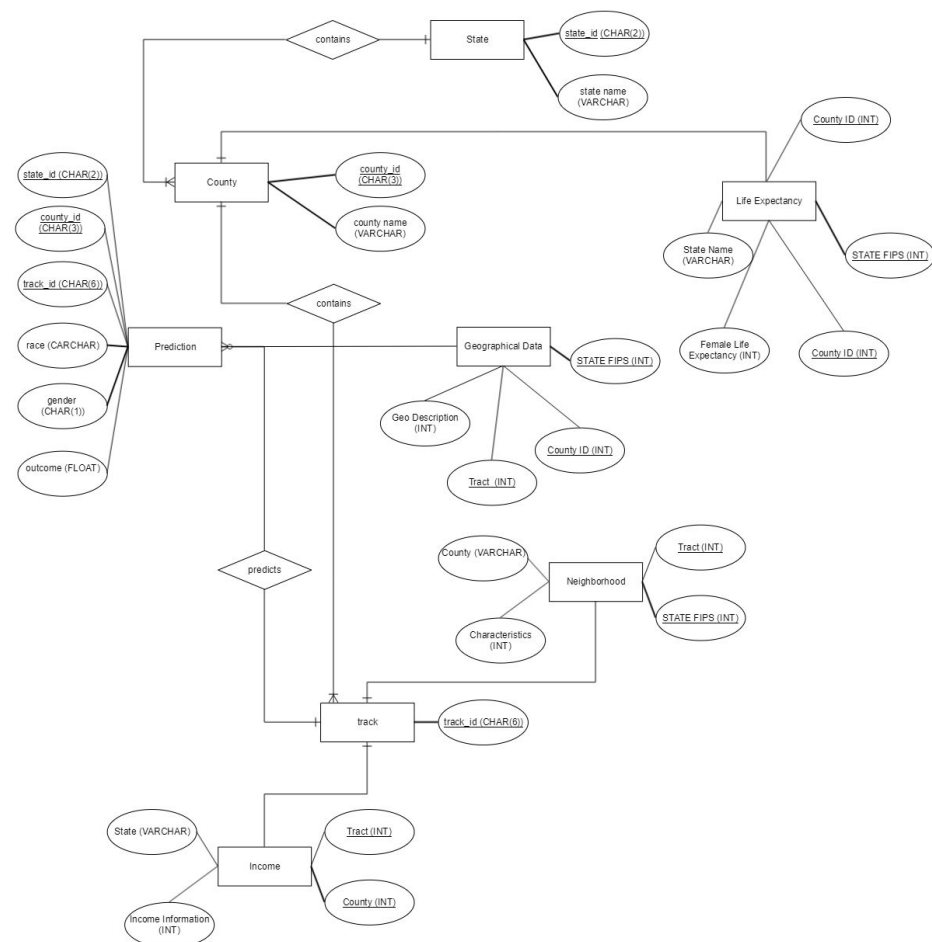 contains
State
state_id (CHAR(2))
state name
(VARCHAR)
County ID (INT)
state_id (CHAR(2))
County
county_id
(CHAR(3))
county name
(VARCHAR)
Life Expectancy
county_id
(CHAR(3))
State Name
(VARCHAR)
STATE FIPS (INT)
track_id (CHAR(6))
contains
race (CARCHAR)
Prediction
Geographical Data
STATE FIPS (INT)
Female Life
Expectancy (INT)
County ID (INT)
gender
(CHAR(1))
Geo Description
(INT)
County ID (INT)
outcome (FLOAT)
Tract (INT)
predicts
County (VARCHAR)
Neighborhood
Tract (INT)
Characteristics
(INT)
STATE FIPS (INT)
track
track_id (CHAR(6))
State (VARCHAR)
Income
Tract (INT)
Income Information
(INT)
County (INT)